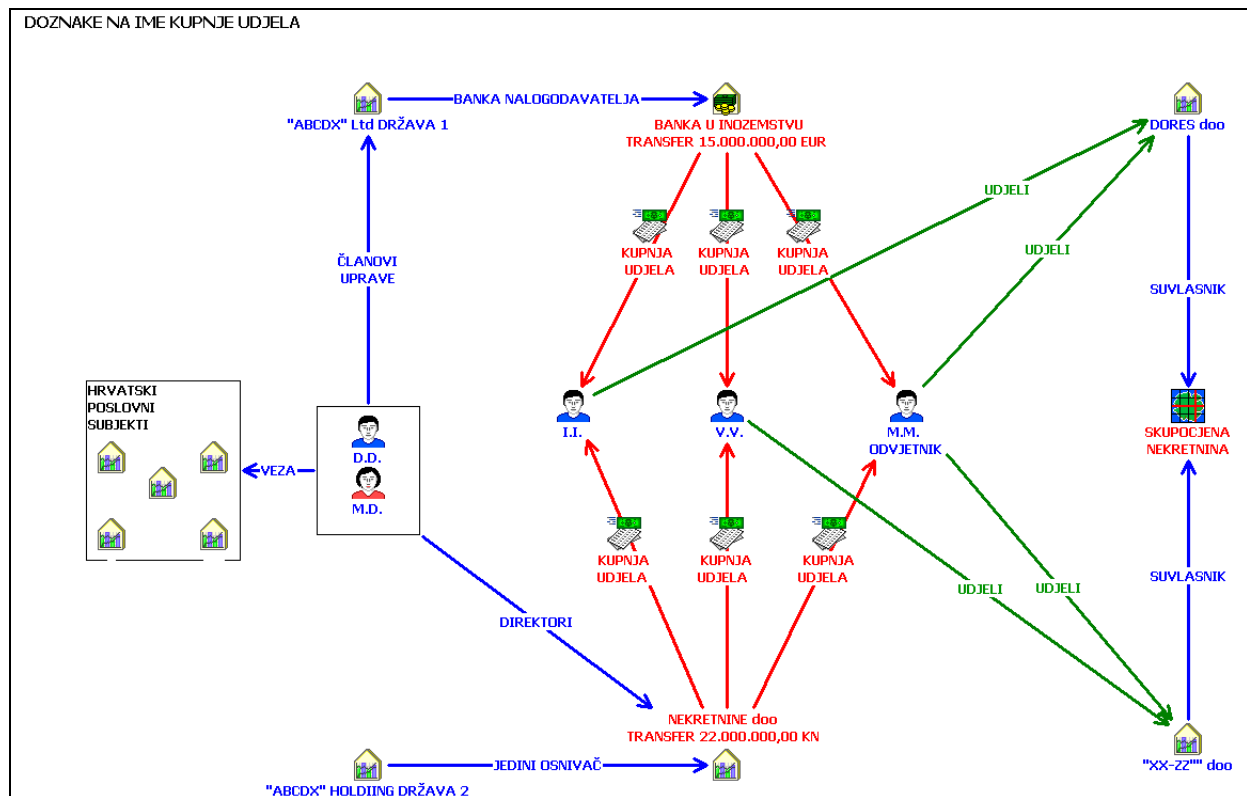 DOZNAKE NA IME KUPNJE UDJELA
BANKA NALOGODAVATELJA
"ABCDX" Ltd DRŽAVA 1
BANKA U INOZEMSTVU
TRANSFER 15.000.000,00 EUR
DORES doo
UDJELI
KUPNJA
UDJELA
KUPNJA
UDJELA
KUPNJA
UDJELA
UDJELI
ČLANOVI
UPRAVE
SUVLASNIK
HRVATSKI
POSLOVNI
SUBJEKTI
I.I.
V.V.
M.M.
ODVJETNIK
SKUPOCJENA
NEKRETNINA
D.D.
VEZA
M.D.
KUPNJA
UDJELA
KUPNJA
UDJELA
KUPNJA
UDJELA
UDJELI
UDJELI
SUVLASNIK
DIREKTORI
NEKRETNINE doo
TRANSFER 22.000.000,00 KN
JEDINI OSNIVAČ
"ABCDX" HOLDIING DRŽAVA 2
"XX-ZZ"" doo